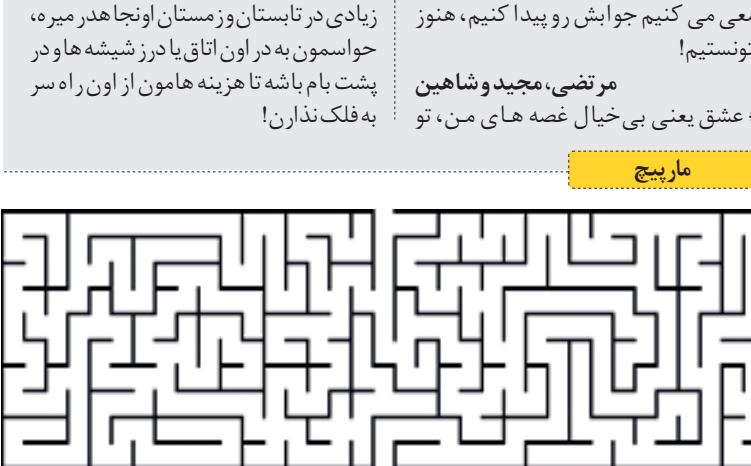 سعی می کنیم جوابش رو پیدا کنیم، هنوز
نتونستیم!
مرتضی، مجید و شاهین
عشق یعنی بی‌خیال غصه های من، تو
زیادی در تابستان و زمستان اونجا هدر میره،
حواسمون به در اون اتاق یا درز شیشه ها و در
پشت بام باشه تا هزینه هامون از اون راه سر
به فلک نذارن!
مارپیچ